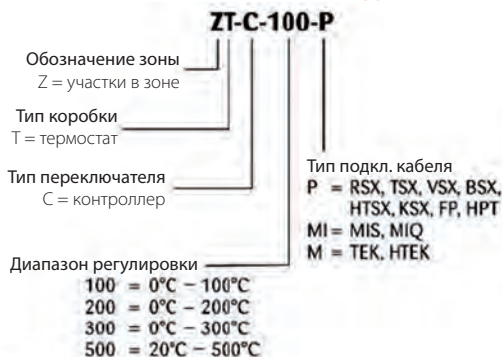 ZT-C-100-P
Обозначение зоны
Z = участки в зоне
Тип коробки
T = термостат
Тип переключателя
C = контроллер
Диапазон регулировки
100 = 0°C – 100°C
200 = 0°C – 200°C
300 = 0°C – 300°C
500 = 20°C – 500°C
Тип подкл. кабеля
P = RSX, TSX, VSX, BSX,
HTSX, KSX, FP, HPT
MI = MIS, MIQ
M = TEK, HTEK